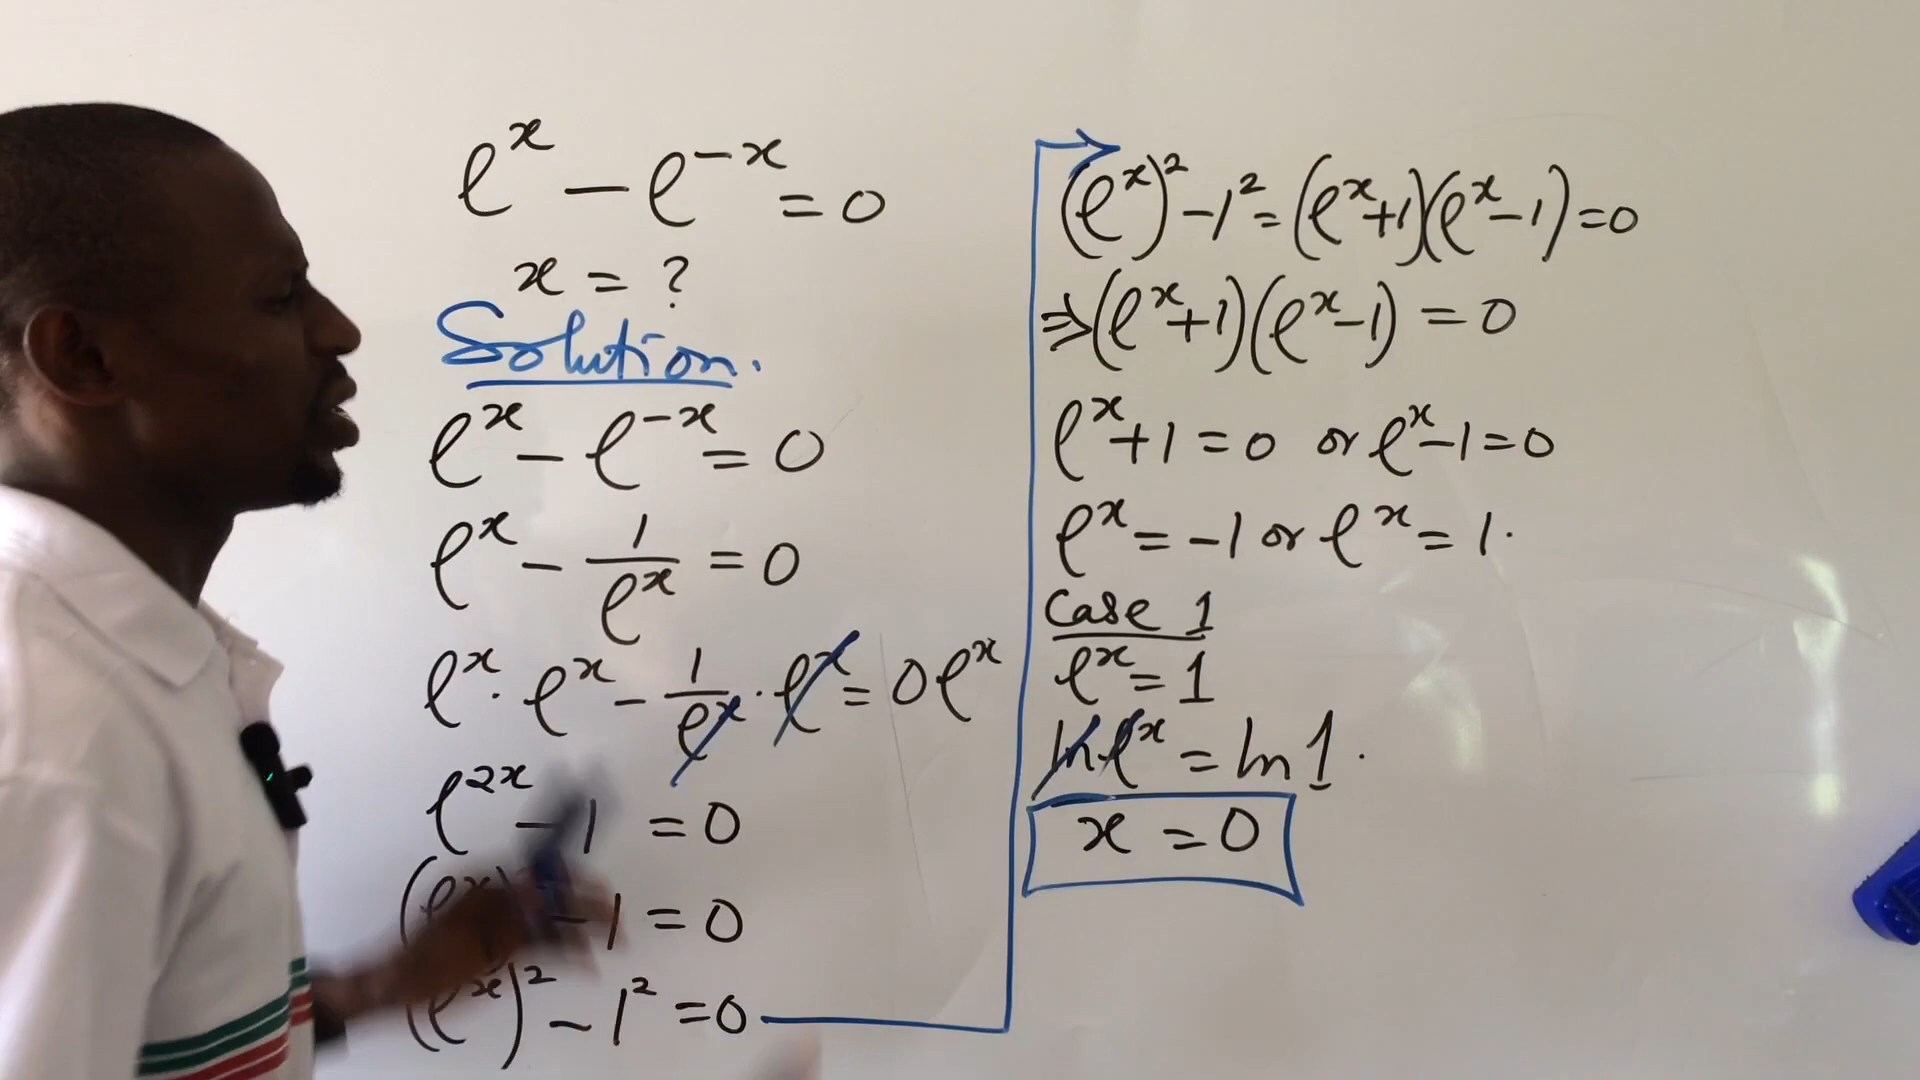 e^x - e^-x = 0
x = ?
Solution.
e^x - e^-x = 0
e^x - 1/e^x = 0
e^x · e^x - 1/e^x · e^x = 0e^x
e^2x - 1 = 0
(e^x) - 1 = 0
(e^x)^2 - 1^2 = 0
(e^x)^2 - 1^2 = (e^x+1)(e^x-1) = 0
⇒ (e^x+1)(e^x-1) = 0
e^x+1 = 0 or e^x-1 = 0
e^x = -1 or e^x = 1.
Case 1
e^x = 1
ln e^x = ln 1.
x = 0